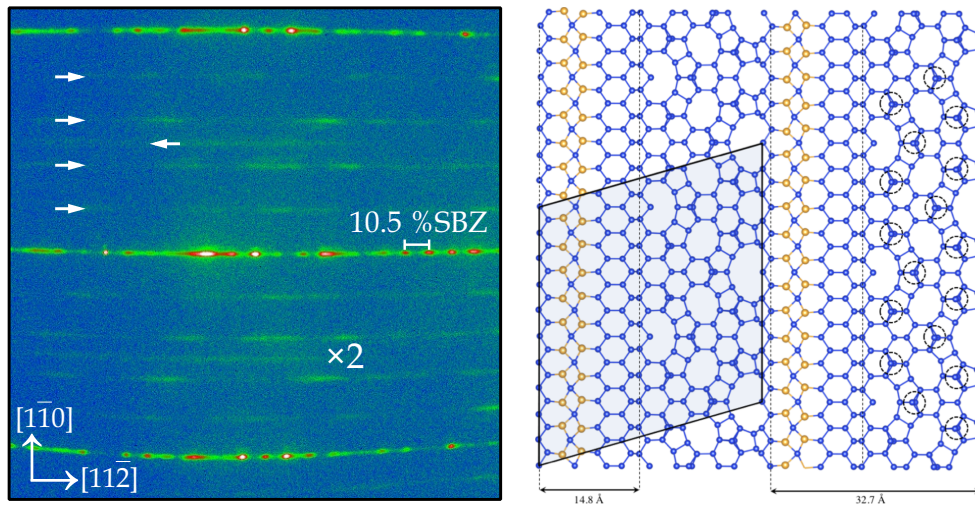 10.5 %SBZ
×2
[11̅0]
[112̅]
14.8 Å
32.7 Å